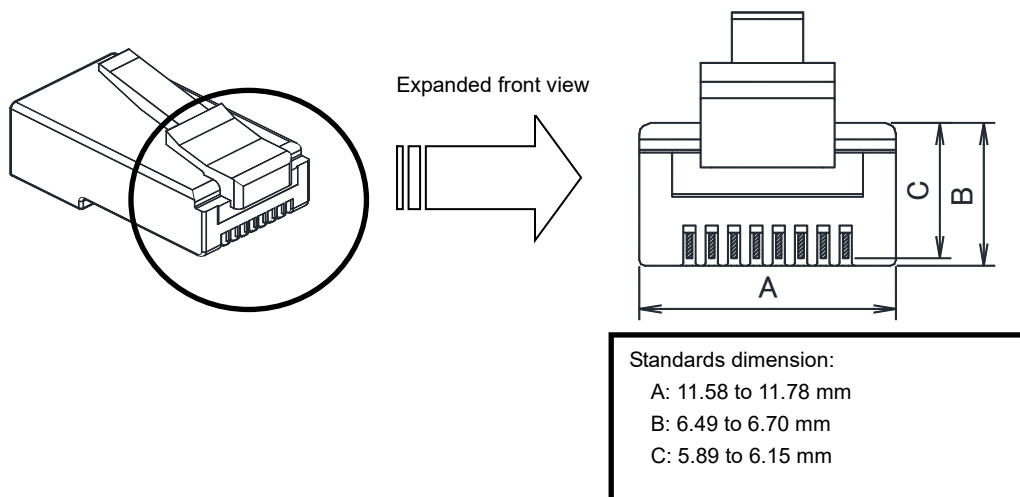 Expanded front view
C
B
A
Standards dimension:
A: 11.58 to 11.78 mm
B: 6.49 to 6.70 mm
C: 5.89 to 6.15 mm